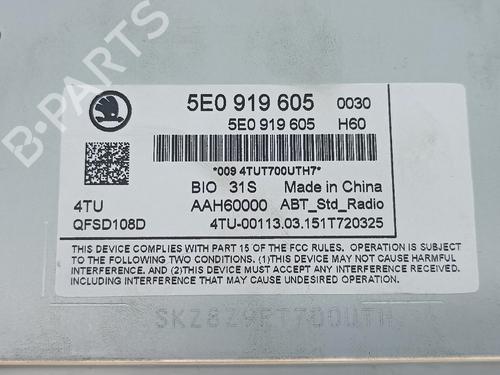 B-PARTS
5E0 919 605 0030
5E0 919 605 H60
*009 4TUT700UTH7*
BIO 31S Made in China
4TU AAH60000 ABT_Std_Radio
QFSD108D 4TU-00113.03.151T720325
THIS DEVICE COMPLIES WITH PART 15 OF THE FCC RULES. OPERATION IS SUBJECT
TO THE FOLLOWING TWO CONDITIONS. (1)THIS DEVICE MAY NOT CAUSE HARMFUL
INTERFERENCE. AND (2)THIS DEVICE MUST ACCEPT ANY INTERFERENCE RECEIVED.
INCLUDING INTERFERENCE THAT MAY CAUSE UNDESIRED OPERATION.